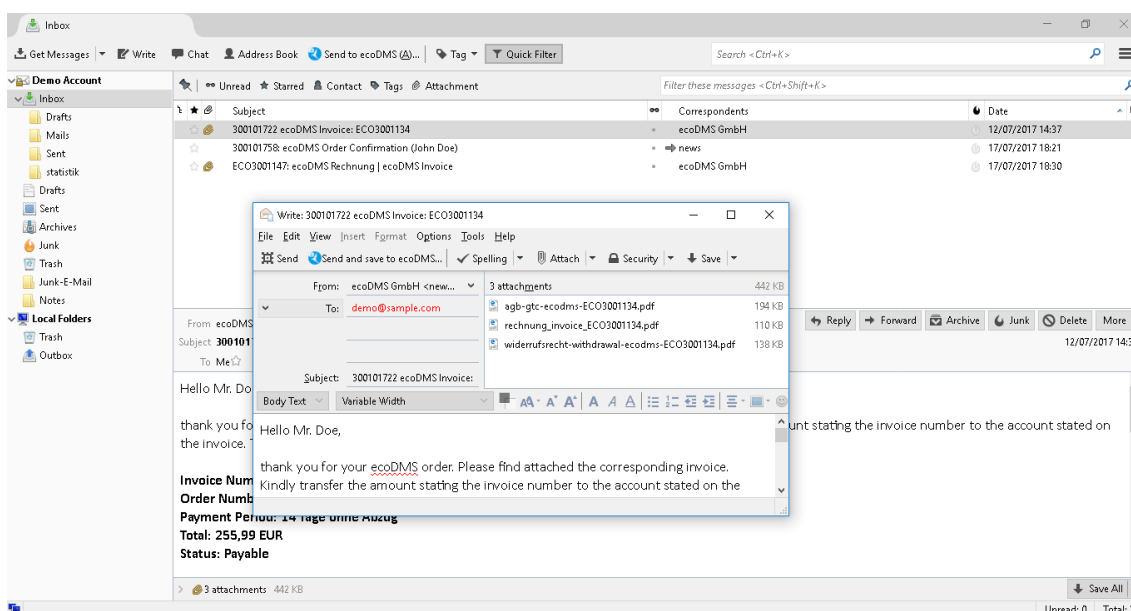 Inbox
Get Messages Write Chat Address Book Send to ecoDMS (A)... Tag Quick Filter Search <Ctrl+K>
Demo Account
Inbox
Drafts
Mails
Sent
statistik
Drafts
Sent
Archives
Junk
Trash
Junk-E-Mail
Notes
Local Folders
Trash
Outbox
Unread Starred Contact Tags Attachment Filter these messages <Ctrl+Shift+K>
Subject Correspondents Date
300101722 ecoDMS Invoice: ECO3001134 ecoDMS GmbH 12/07/2017 14:37
300101758: ecoDMS Order Confirmation (John Doe) news 17/07/2017 18:21
ECO3001147: ecoDMS Rechnung | ecoDMS Invoice ecoDMS GmbH 17/07/2017 18:30
Write: 300101722 ecoDMS Invoice: ECO3001134
File Edit View Insert Format Options Tools Help
Send Send and save to ecoDMS... Spelling Attach Security Save
From: ecoDMS GmbH <new... 3 attachments 442 KB
To: demo@sample.com
agb-gtc-ecodms-ECO3001134.pdf 194 KB
rechnung_invoice_ECO3001134.pdf 110 KB
widerrufsrecht-withdrawal-ecodms-ECO3001134.pdf 138 KB
Subject: 300101722 ecoDMS Invoice:
Body Text Variable Width
Hello Mr. Doe,
thank you for your ecoDMS order. Please find attached the corresponding invoice.
Kindly transfer the amount stating the invoice number to the account stated on the
From ecoDMS Reply Forward Archive Junk Delete More
Subject 300101 12/07/2017 14:3
To Me
Hello Mr. Do
thank you fo unt stating the invoice number to the account stated on
the invoice.
Invoice Num
Order Numb
Payment Period: 14 Tage ohne Abzug
Total: 255,99 EUR
Status: Payable
3 attachments 442 KB Save All
Unread: 0 Total: